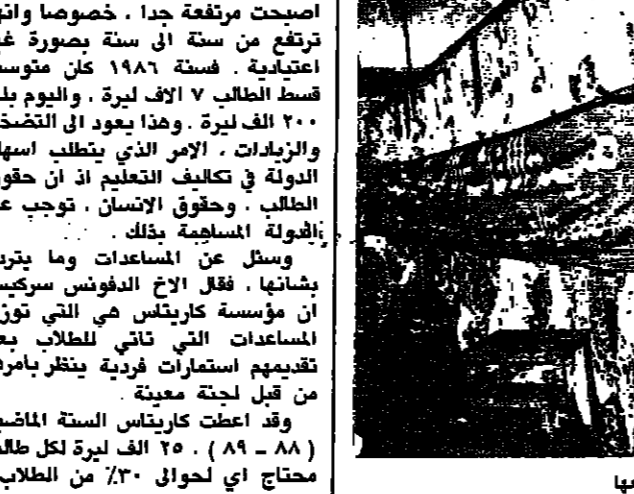 اصبحت مرتفعة جدا ، خصوصا وانها
ترتفع من سنة الى سنة بصورة غير
اعتيادية . فسنة ١٩٨٦ كان متوسط
قسط الطالب ٧ الاف ليرة ، واليوم بلغ
٢٠٠ الف ليرة . وهذا يعود الى التضخم
والزيادات ، الامر الذي يتطلب اسهام
الدولة في تكاليف التعليم اذ ان حقوق
الطالب ، وحقوق الانسان ، توجب على
الدولة المساهمة بذلك .
وسئل عن المساعدات وما يتردد
بشانها ، فقال الاخ الدفونس سركيس
ان مؤسسة كاريتاس هي التي توزع
المساعدات التي تاتي للطلاب بعد
تقديمهم استمارات فردية ينظر بامرها
من قبل لجنة معينة .
وقد اعطت كاريتاس السنة الماضية
( ٨٨ - ٨٩ ) ، ٢٥ الف ليرة لكل طالب
محتاج اي لحوالى ٣٠٪ من الطلاب